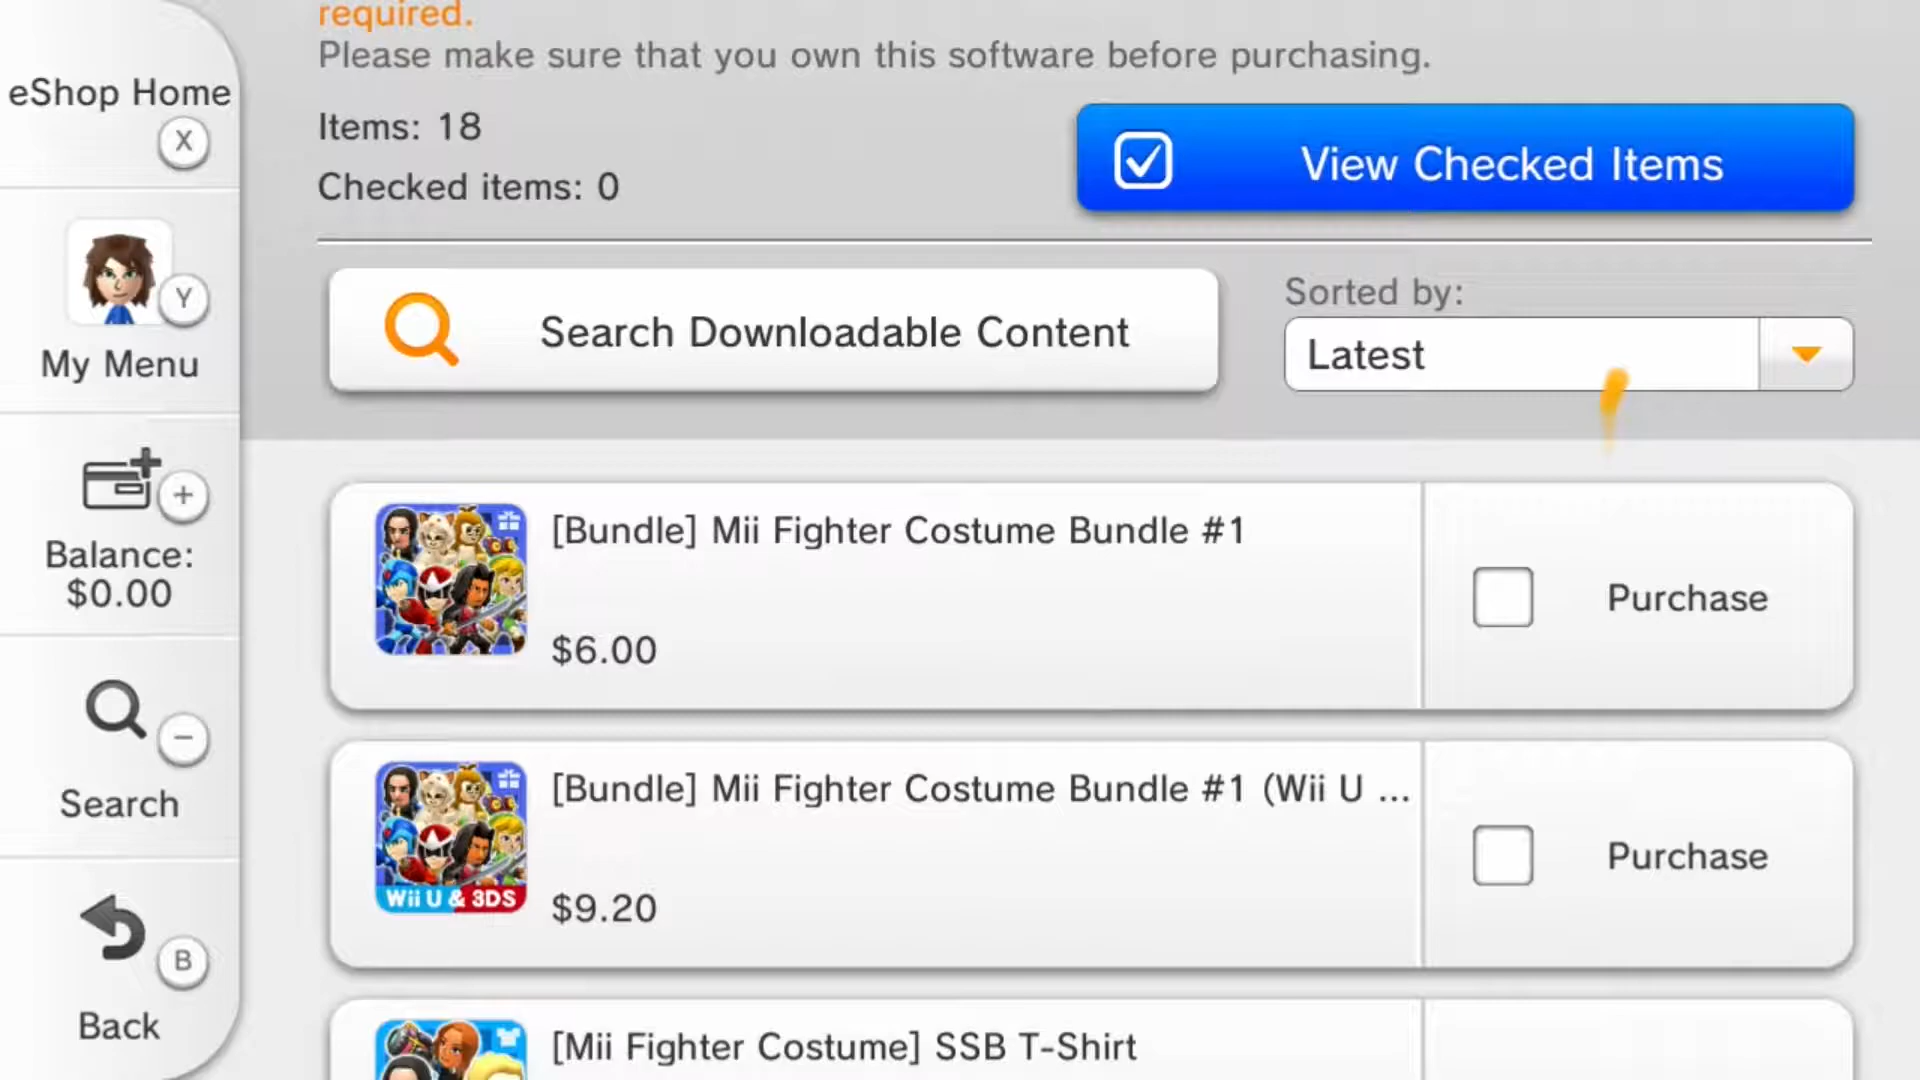 required.
Please make sure that you own this software before purchasing.
eShop Home
X
Items: 18
Checked items: 0
View Checked Items
Y
My Menu
Search Downloadable Content
Sorted by:
Latest
+
Balance:
$0.00
[Bundle] Mii Fighter Costume Bundle #1
$6.00
Purchase
−
Search
[Bundle] Mii Fighter Costume Bundle #1 (Wii U ...
Wii U & 3DS
$9.20
Purchase
B
Back
[Mii Fighter Costume] SSB T-Shirt